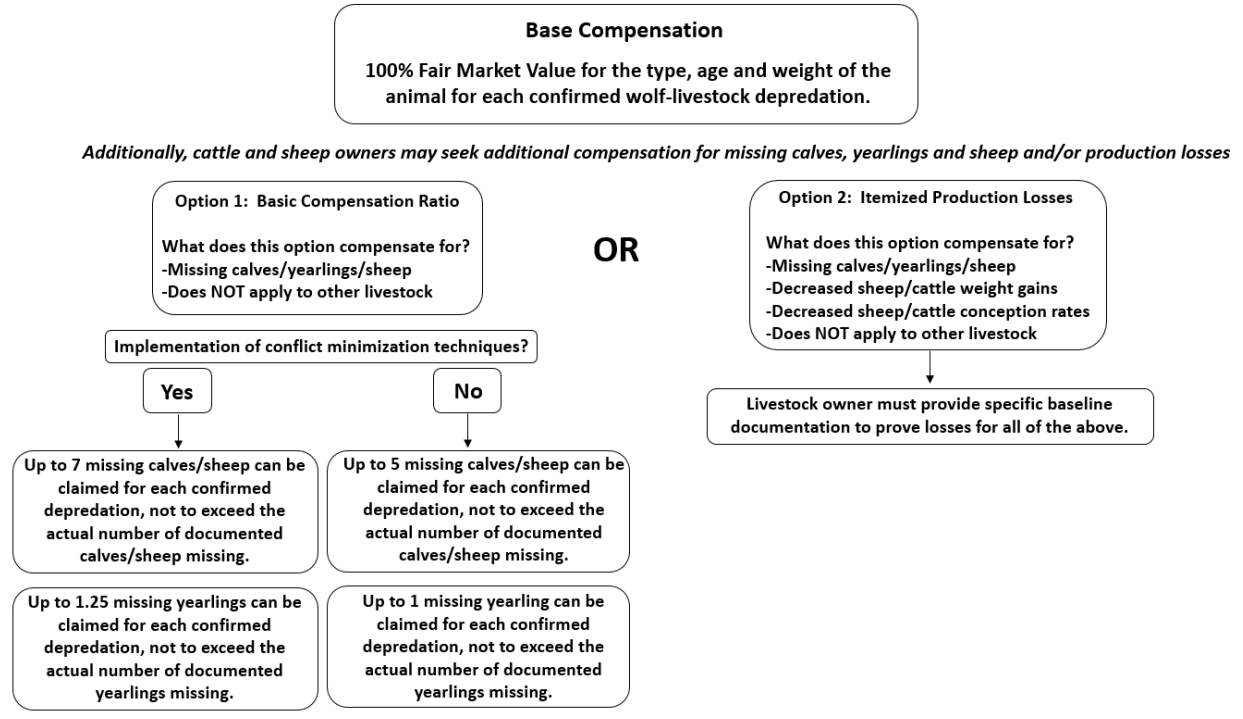 Base Compensation
100% Fair Market Value for the type, age and weight of the
animal for each confirmed wolf-livestock depredation.
Additionally, cattle and sheep owners may seek additional compensation for missing calves, yearlings and sheep and/or production losses
Option 1:  Basic Compensation Ratio
What does this option compensate for?
-Missing calves/yearlings/sheep
-Does NOT apply to other livestock
OR
Option 2:  Itemized Production Losses
What does this option compensate for?
-Missing calves/yearlings/sheep
-Decreased sheep/cattle weight gains
-Decreased sheep/cattle conception rates
-Does NOT apply to other livestock
Implementation of conflict minimization techniques?
Yes
No
Livestock owner must provide specific baseline
documentation to prove losses for all of the above.
Up to 7 missing calves/sheep can be
claimed for each confirmed
depredation, not to exceed the
actual number of documented
calves/sheep missing.
Up to 5 missing calves/sheep can be
claimed for each confirmed
depredation, not to exceed the
actual number of documented
calves/sheep missing.
Up to 1.25 missing yearlings can be
claimed for each confirmed
depredation, not to exceed the
actual number of documented
yearlings missing.
Up to 1 missing yearling can be
claimed for each confirmed
depredation, not to exceed the
actual number of documented
yearlings missing.